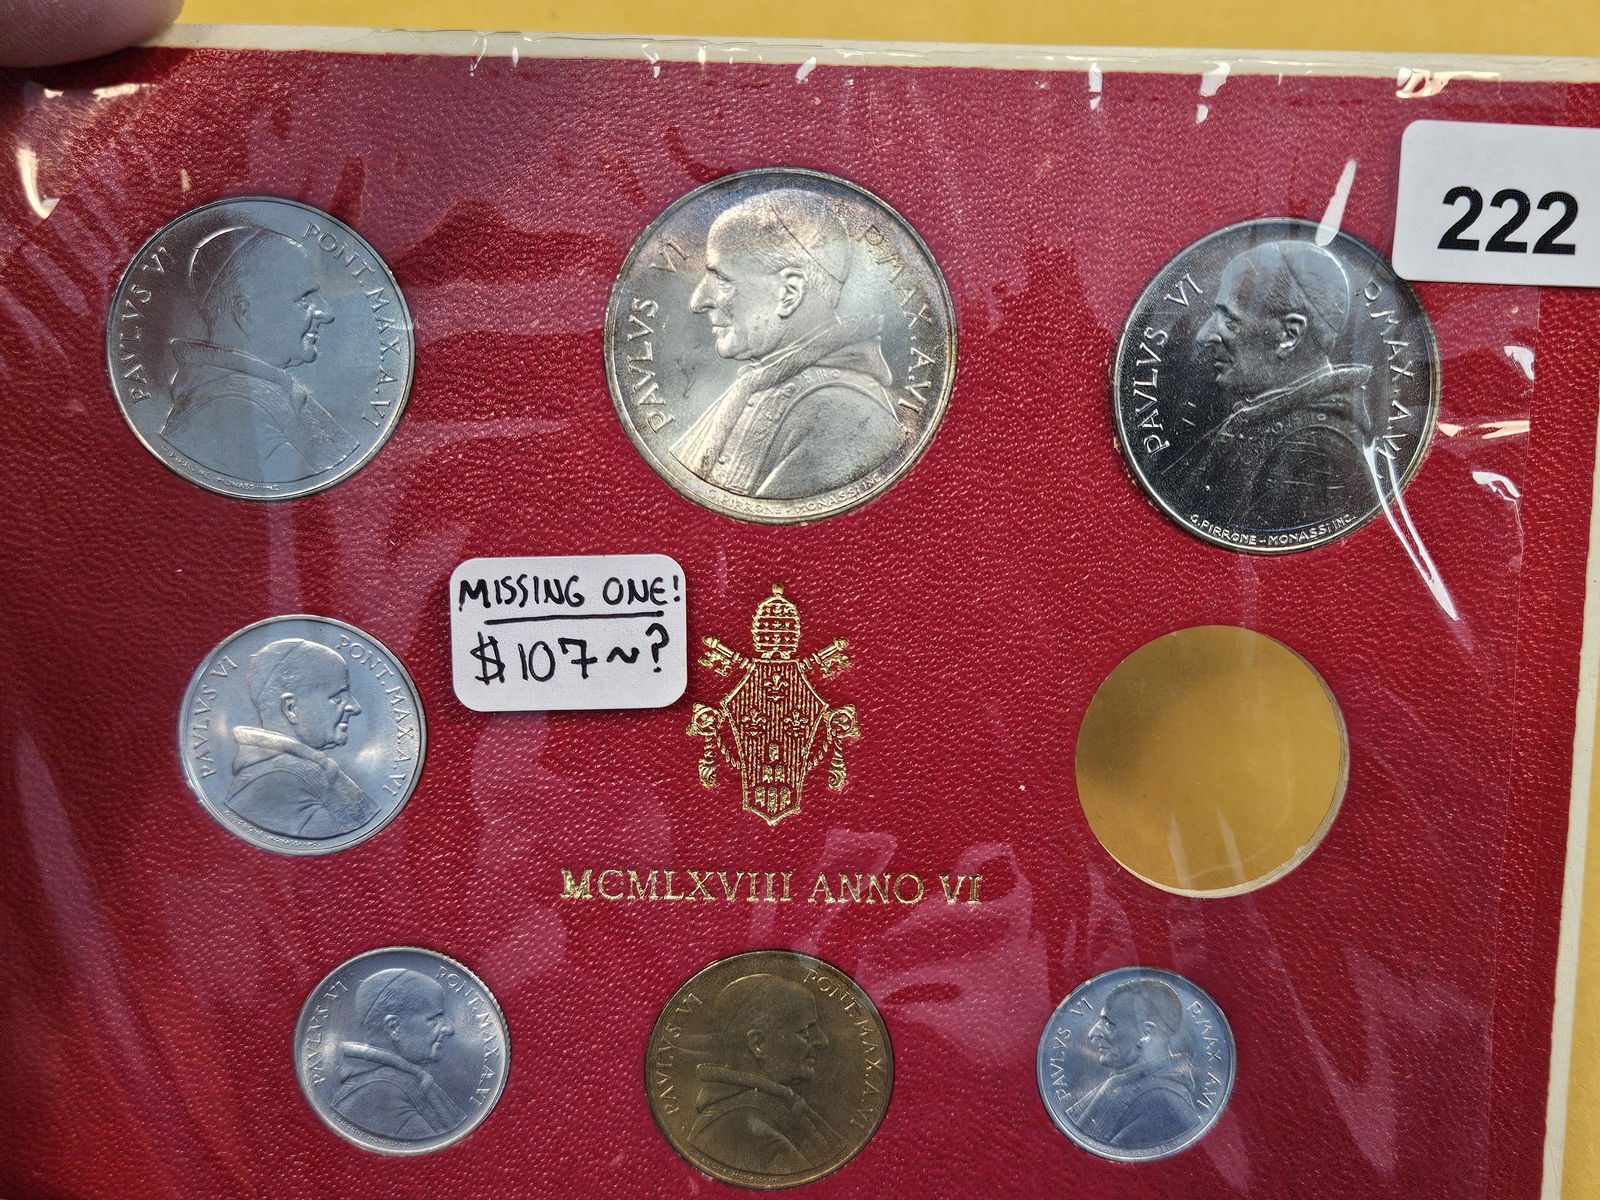 PAVLVS VI PONT.MAX.A.VI
PAVLVS VI P.MAX.A.VI
G.PIRRONE-MONASSI INC.
PAVLVS VI P.MAX.A.VI
G.PIRRONE-MONASSI INC.
222
MISSING ONE!
$107~?
PAVLVS VI PONT.MAX.A.VI
MCMLXVIII ANNO VI
PAVLVS VI PONT.MAX.A.VI
PAVLVS VI PONT.MAX.A.VI
PAVLVS VI P.MAX.A.VI